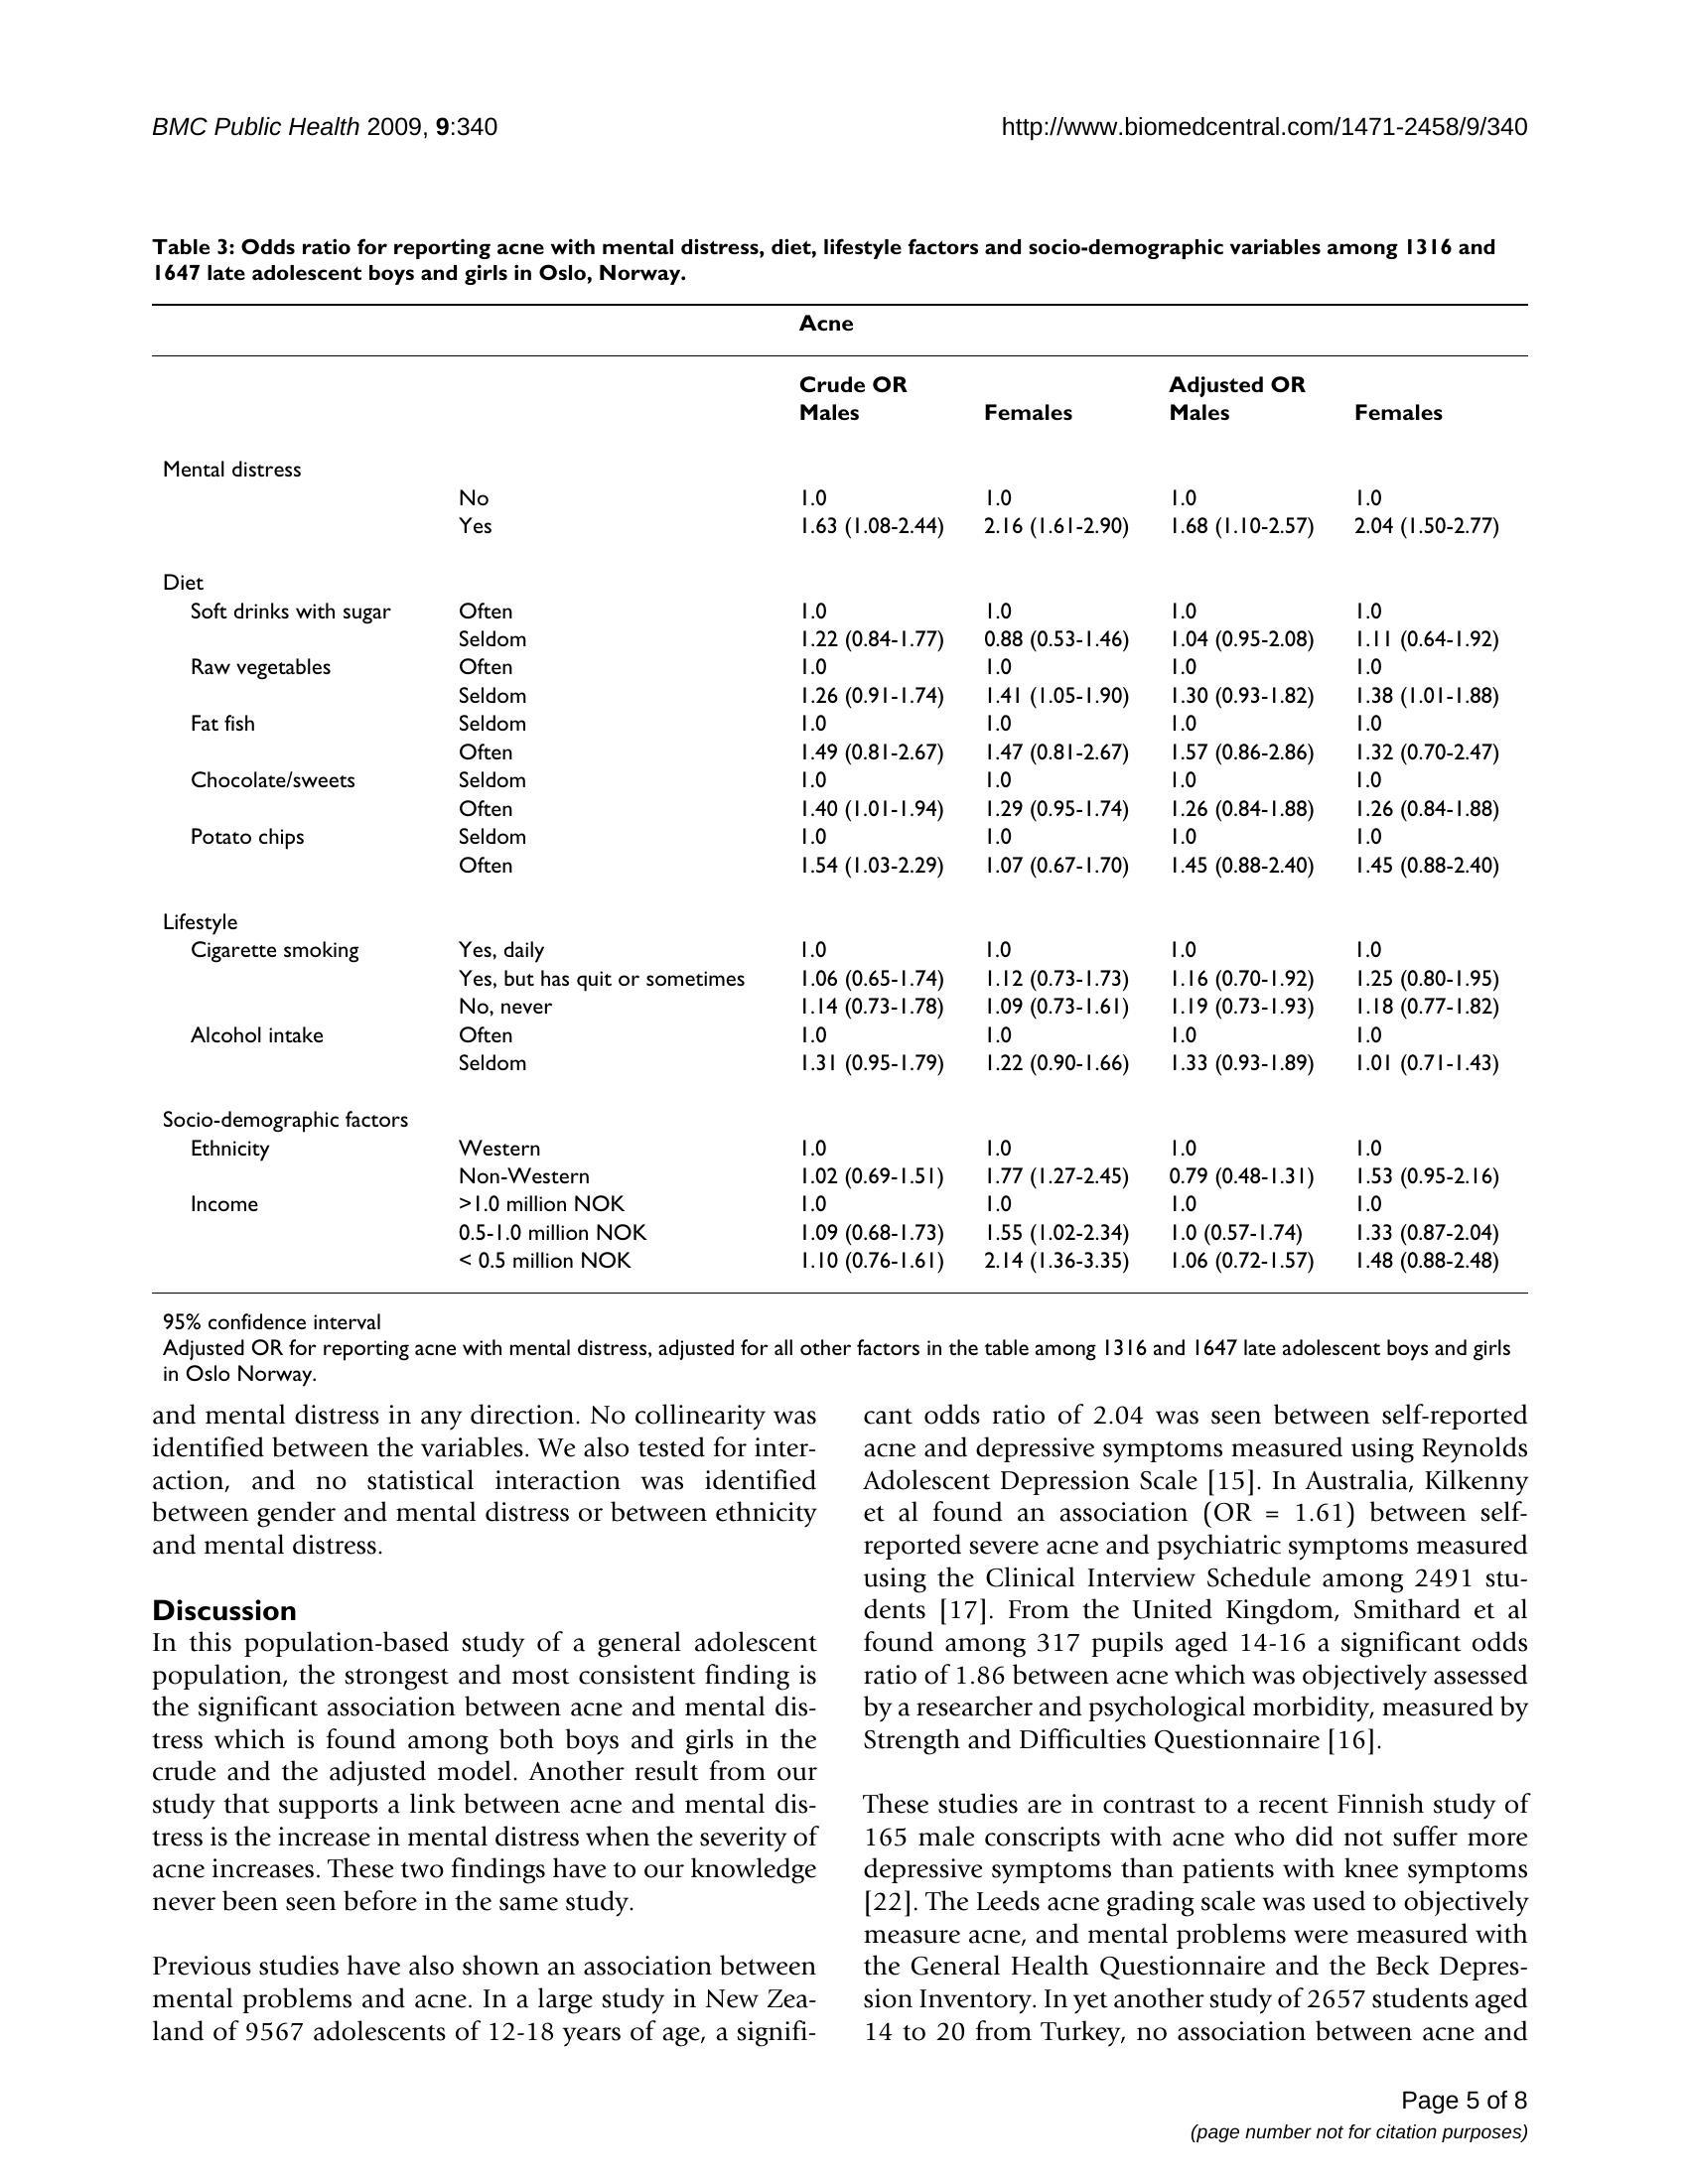 BMC Public Health 2009, 9:340 http://www.biomedcentral.com/1471-2458/9/340
Table 3: Odds ratio for reporting acne with mental distress, diet, lifestyle factors and socio-demographic variables among 1316 and
1647 late adolescent boys and girls in Oslo, Norway.
Acne
Crude OR Adjusted OR
Males Females Males Females
Mental distress
No 1.0 1.0 1.0 1.0
Yes 1.63 (1.08-2.44) 2.16 (1.61-2.90) 1.68 (1.10-2.57) 2.04 (1.50-2.77)
Diet
Soft drinks with sugar Often 1.0 1.0 1.0 1.0
Seldom 1.22 (0.84-1.77) 0.88 (0.53-1.46) 1.04 (0.95-2.08) 1.11 (0.64-1.92)
Raw vegetables Often 1.0 1.0 1.0 1.0
Seldom 1.26 (0.91-1.74) 1.41 (1.05-1.90) 1.30 (0.93-1.82) 1.38 (1.01-1.88)
Fat fish Seldom 1.0 1.0 1.0 1.0
Often 1.49 (0.81-2.67) 1.47 (0.81-2.67) 1.57 (0.86-2.86) 1.32 (0.70-2.47)
Chocolate/sweets Seldom 1.0 1.0 1.0 1.0
Often 1.40 (1.01-1.94) 1.29 (0.95-1.74) 1.26 (0.84-1.88) 1.26 (0.84-1.88)
Potato chips Seldom 1.0 1.0 1.0 1.0
Often 1.54 (1.03-2.29) 1.07 (0.67-1.70) 1.45 (0.88-2.40) 1.45 (0.88-2.40)
Lifestyle
Cigarette smoking Yes, daily 1.0 1.0 1.0 1.0
Yes, but has quit or sometimes 1.06 (0.65-1.74) 1.12 (0.73-1.73) 1.16 (0.70-1.92) 1.25 (0.80-1.95)
No, never 1.14 (0.73-1.78) 1.09 (0.73-1.61) 1.19 (0.73-1.93) 1.18 (0.77-1.82)
Alcohol intake Often 1.0 1.0 1.0 1.0
Seldom 1.31 (0.95-1.79) 1.22 (0.90-1.66) 1.33 (0.93-1.89) 1.01 (0.71-1.43)
Socio-demographic factors
Ethnicity Western 1.0 1.0 1.0 1.0
Non-Western 1.02 (0.69-1.51) 1.77 (1.27-2.45) 0.79 (0.48-1.31) 1.53 (0.95-2.16)
Income >1.0 million NOK 1.0 1.0 1.0 1.0
0.5-1.0 million NOK 1.09 (0.68-1.73) 1.55 (1.02-2.34) 1.0 (0.57-1.74) 1.33 (0.87-2.04)
< 0.5 million NOK 1.10 (0.76-1.61) 2.14 (1.36-3.35) 1.06 (0.72-1.57) 1.48 (0.88-2.48)
95% confidence interval
Adjusted OR for reporting acne with mental distress, adjusted for all other factors in the table among 1316 and 1647 late adolescent boys and girls
in Oslo Norway.
and mental distress in any direction. No collinearity was
identified between the variables. We also tested for inter-
action, and no statistical interaction was identified
between gender and mental distress or between ethnicity
and mental distress.
Discussion
In this population-based study of a general adolescent
population, the strongest and most consistent finding is
the significant association between acne and mental dis-
tress which is found among both boys and girls in the
crude and the adjusted model. Another result from our
study that supports a link between acne and mental dis-
tress is the increase in mental distress when the severity of
acne increases. These two findings have to our knowledge
never been seen before in the same study.
Previous studies have also shown an association between
mental problems and acne. In a large study in New Zea-
land of 9567 adolescents of 12-18 years of age, a signifi-
cant odds ratio of 2.04 was seen between self-reported
acne and depressive symptoms measured using Reynolds
Adolescent Depression Scale [15]. In Australia, Kilkenny
et al found an association (OR = 1.61) between self-
reported severe acne and psychiatric symptoms measured
using the Clinical Interview Schedule among 2491 stu-
dents [17]. From the United Kingdom, Smithard et al
found among 317 pupils aged 14-16 a significant odds
ratio of 1.86 between acne which was objectively assessed
by a researcher and psychological morbidity, measured by
Strength and Difficulties Questionnaire [16].
These studies are in contrast to a recent Finnish study of
165 male conscripts with acne who did not suffer more
depressive symptoms than patients with knee symptoms
[22]. The Leeds acne grading scale was used to objectively
measure acne, and mental problems were measured with
the General Health Questionnaire and the Beck Depres-
sion Inventory. In yet another study of 2657 students aged
14 to 20 from Turkey, no association between acne and
Page 5 of 8
(page number not for citation purposes)